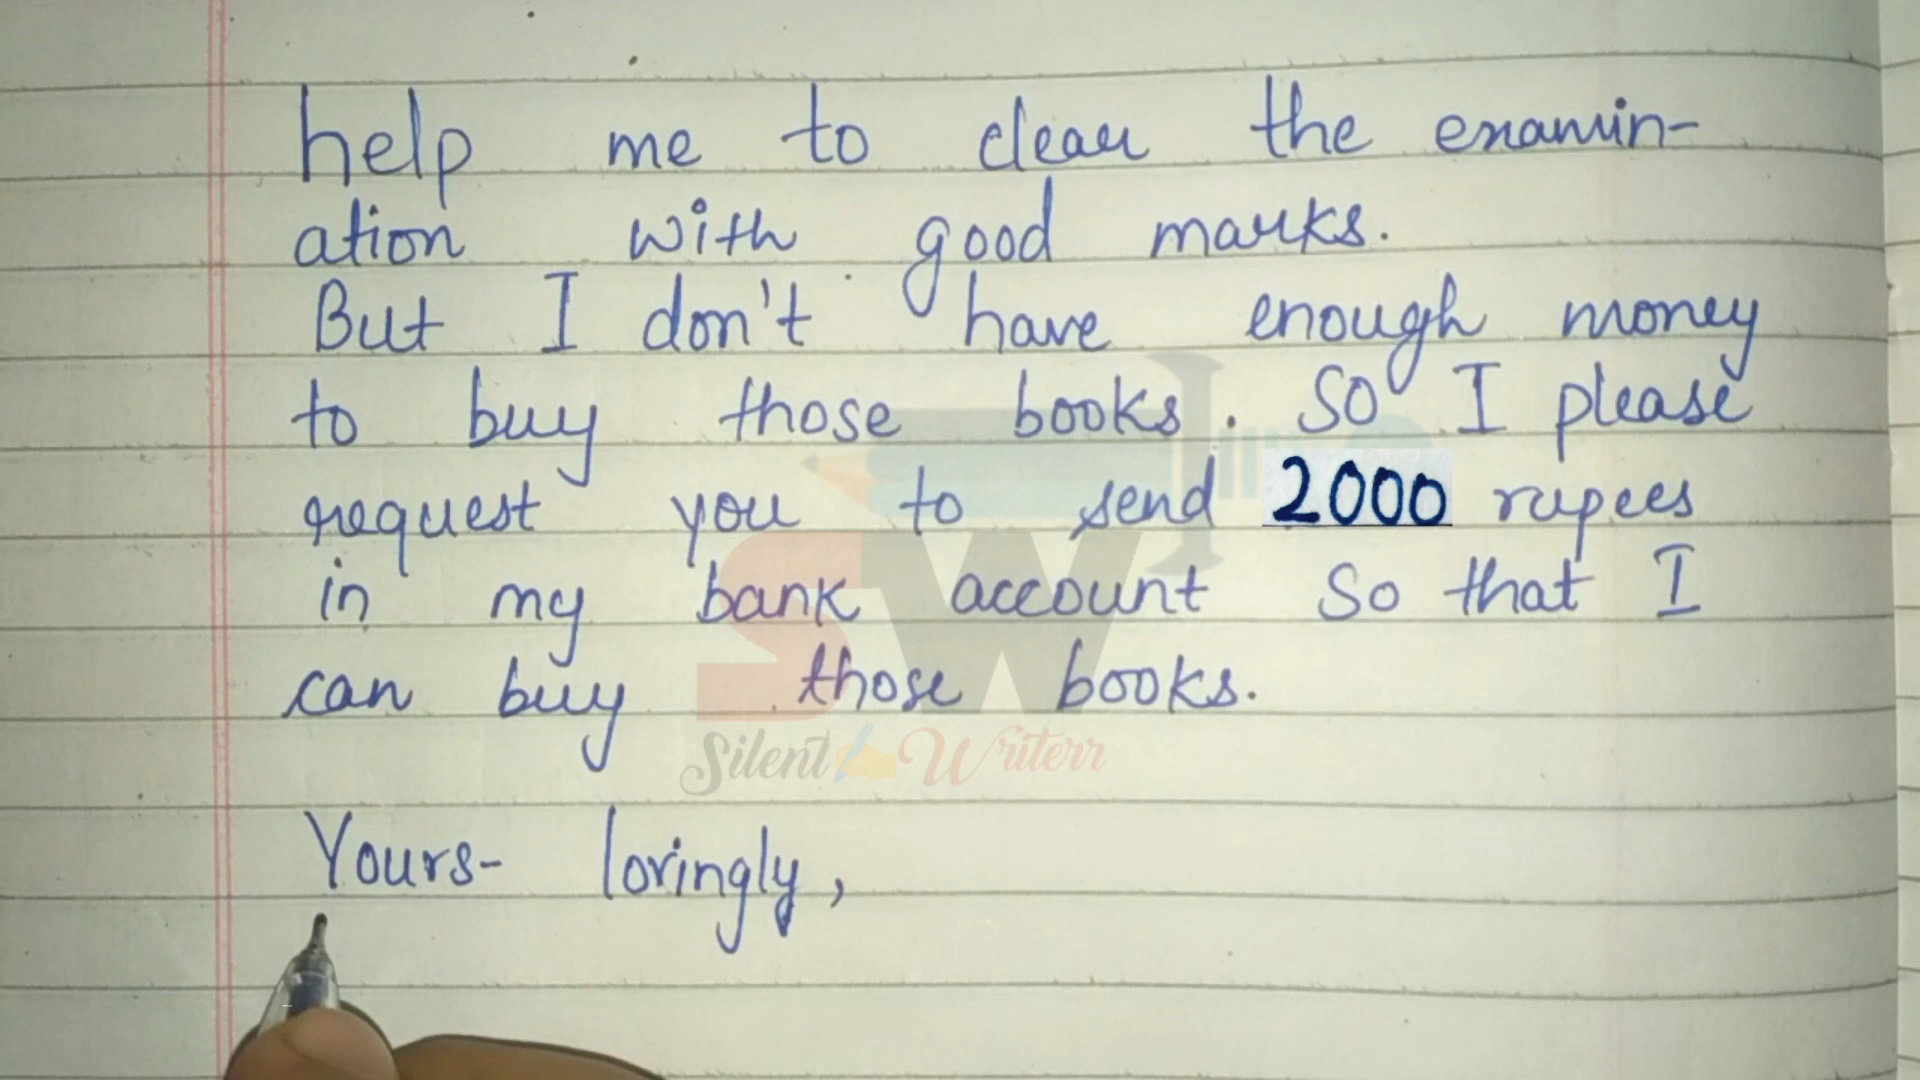 help me to clear the examin-
ation with good marks.
But I don't have enough money
to buy those books. So I please
request you to send 2000 rupees
in my bank account so that I
can buy those books.
SW
Silent Writerr
Yours- lovingly,